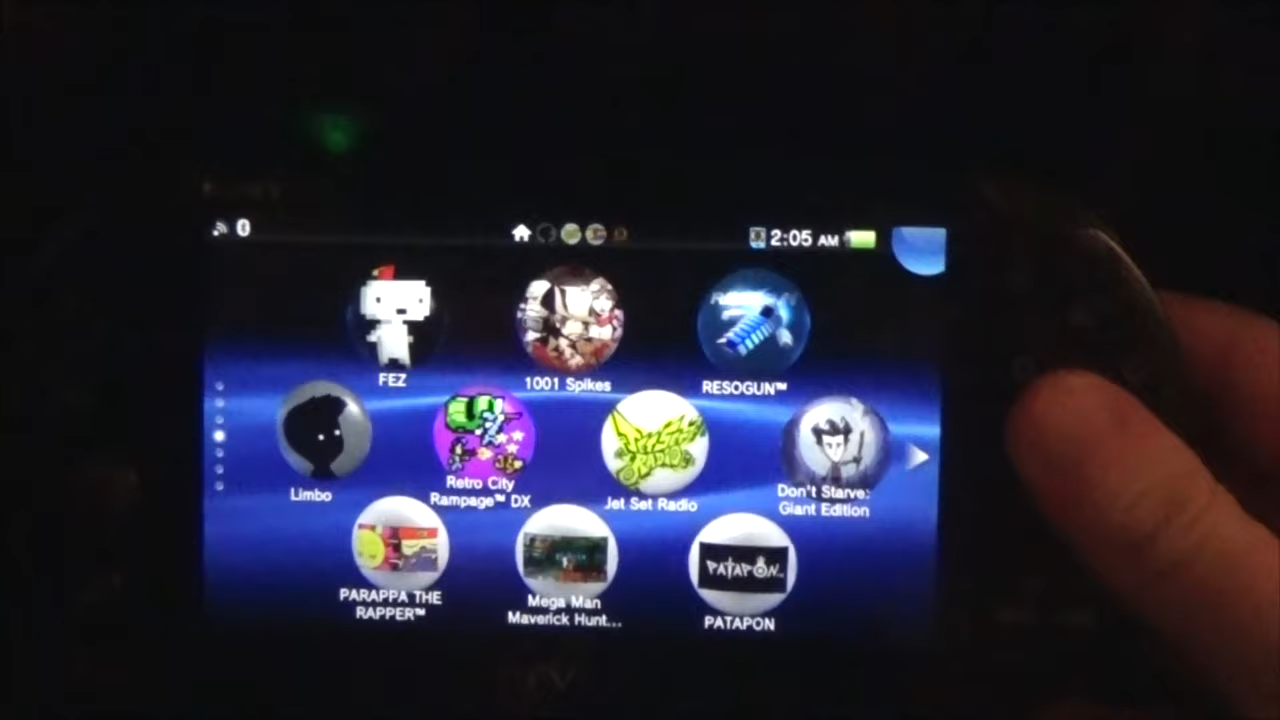 2:05 AM
FEZ
1001 Spikes
RESOGUN™
Limbo
Retro City
Rampage™ DX
Jet Set Radio
Don't Starve:
Giant Edition
PATAPON
PARAPPA THE
RAPPER™
Mega Man
Maverick Hunt...
PATAPON